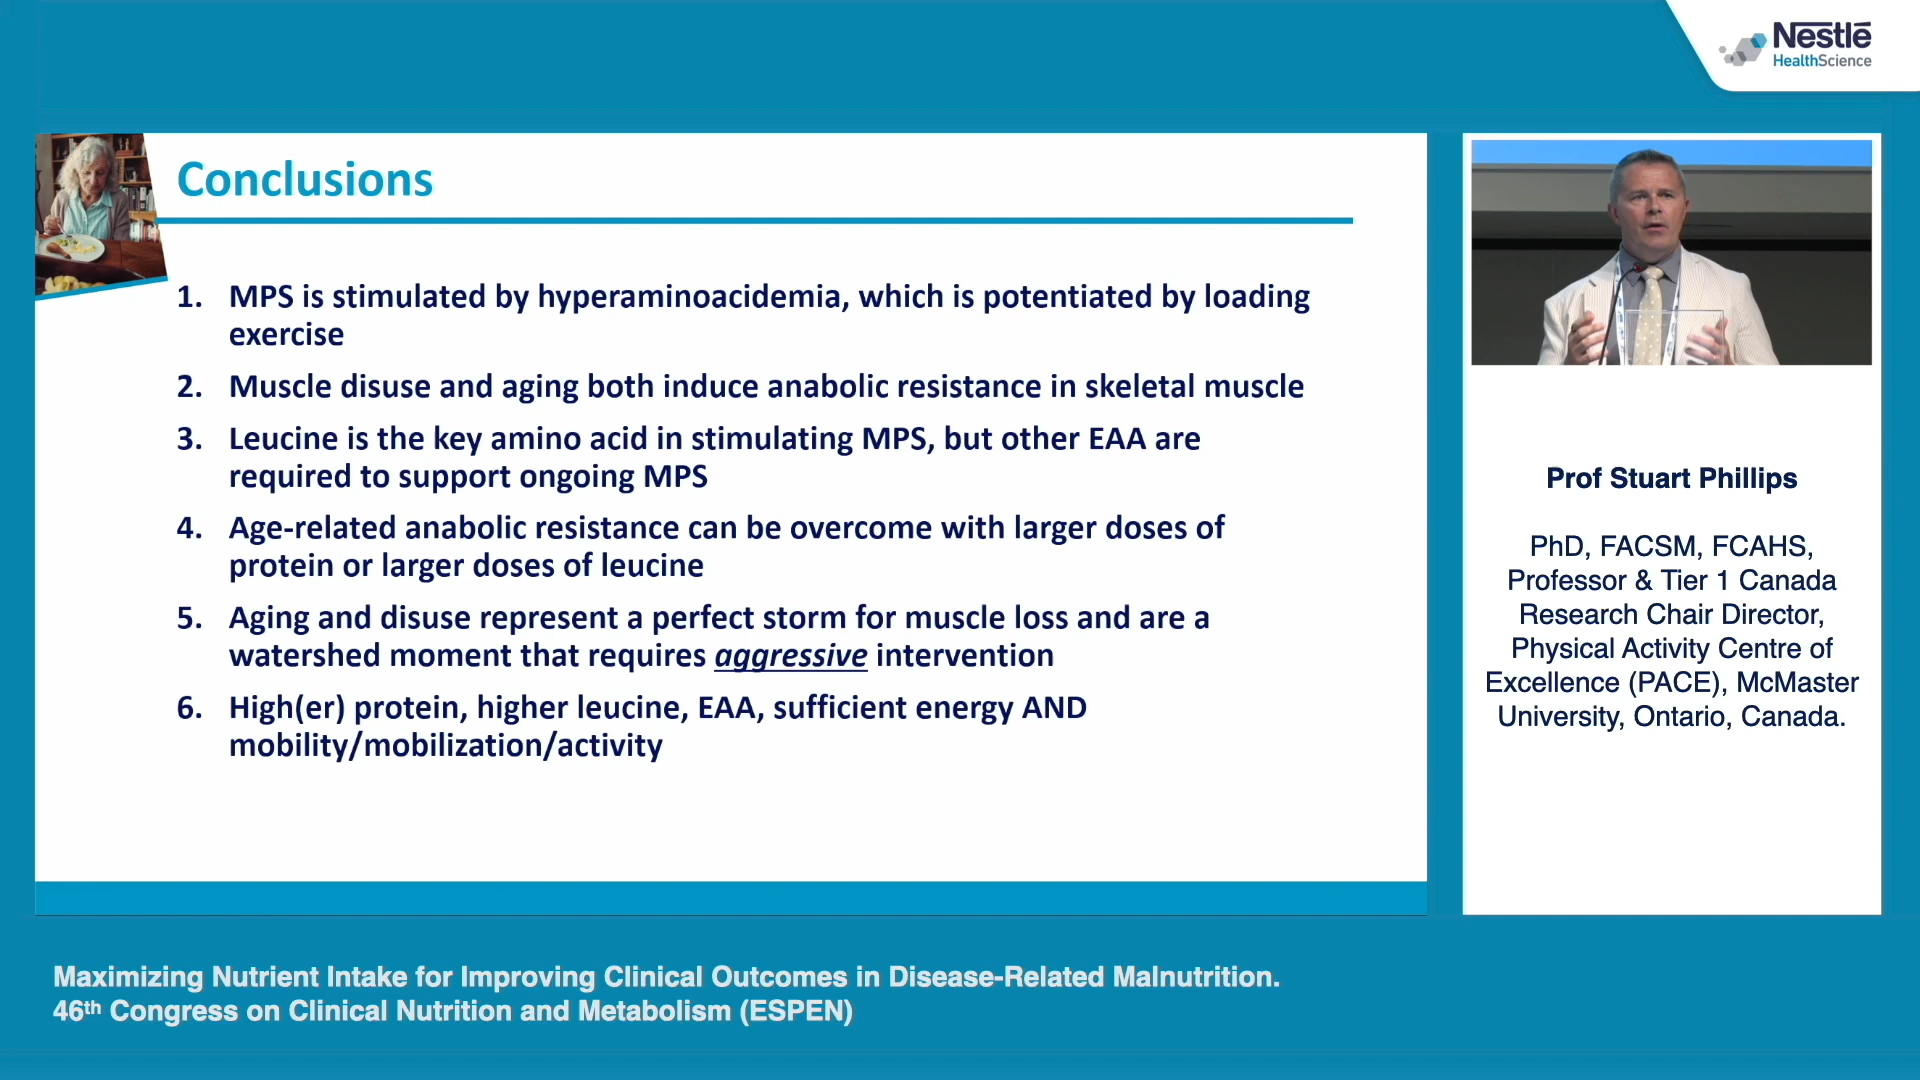 Nestlé
HealthScience
Conclusions
1. MPS is stimulated by hyperaminoacidemia, which is potentiated by loading
exercise
2. Muscle disuse and aging both induce anabolic resistance in skeletal muscle
3. Leucine is the key amino acid in stimulating MPS, but other EAA are
required to support ongoing MPS
4. Age-related anabolic resistance can be overcome with larger doses of
protein or larger doses of leucine
5. Aging and disuse represent a perfect storm for muscle loss and are a
watershed moment that requires aggressive intervention
6. High(er) protein, higher leucine, EAA, sufficient energy AND
mobility/mobilization/activity
Prof Stuart Phillips
PhD, FACSM, FCAHS,
Professor & Tier 1 Canada
Research Chair Director,
Physical Activity Centre of
Excellence (PACE), McMaster
University, Ontario, Canada.
Maximizing Nutrient Intake for Improving Clinical Outcomes in Disease-Related Malnutrition.
46th Congress on Clinical Nutrition and Metabolism (ESPEN)